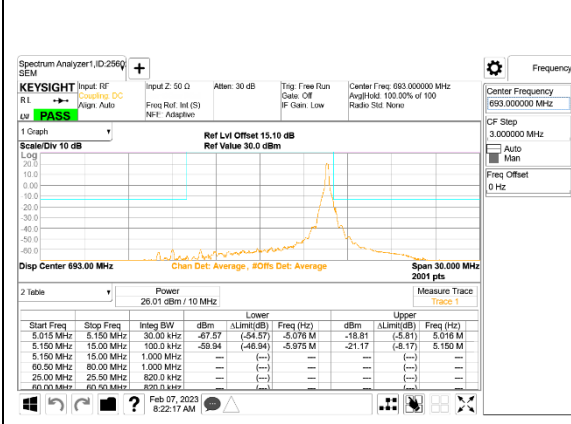 Spectrum Analyzer1,ID:2560
SEM
+
Frequency
KEYSIGHT Input: RF Input Z: 50 Ω Atten: 30 dB Trig: Free Run Center Freq: 693.000000 MHz
R L Coupling: DC Gate: Off Avg|Hold: 100.00% of 100
Align: Auto Freq Ref: Int (S) IF Gain: Low Radio Std: None
PASS NFE: Adaptive
Center Frequency
693.000000 MHz
CF Step
3.000000 MHz
Auto
Man
Freq Offset
0 Hz
1 Graph
Ref Lvl Offset 15.10 dB
Scale/Div 10 dB Ref Value 30.0 dBm
Log
20.0
10.0
0.00
-10.0
-20.0
-30.0
-40.0
-50.0
-60.0
Disp Center 693.00 MHz Chan Det: Average, #Offs Det: Average Span 30.000 MHz
2001 pts
2 Table Power Measure Trace
26.01 dBm / 10 MHz Trace 1
Lower Upper
Start Freq Stop Freq Integ BW dBm ΔLimit(dB) Freq (Hz) dBm ΔLimit(dB) Freq (Hz)
5.015 MHz 5.150 MHz 30.00 kHz -67.57 (-54.57) -5.076 M -18.81 (-5.81) 5.016 M
5.150 MHz 15.00 MHz 100.0 kHz -59.94 (-46.94) -5.975 M -21.17 (-8.17) 5.150 M
5.150 MHz 15.00 MHz 1.000 MHz --- (---) --- --- (---) ---
60.50 MHz 80.00 MHz 1.000 MHz --- (---) --- --- (---) ---
25.00 MHz 25.50 MHz 820.0 kHz --- (---) --- --- (---) ---
60.00 MHz 60.50 MHz 820.0 kHz --- (---) --- --- (---) ---
? Feb 07, 2023
8:22:17 AM